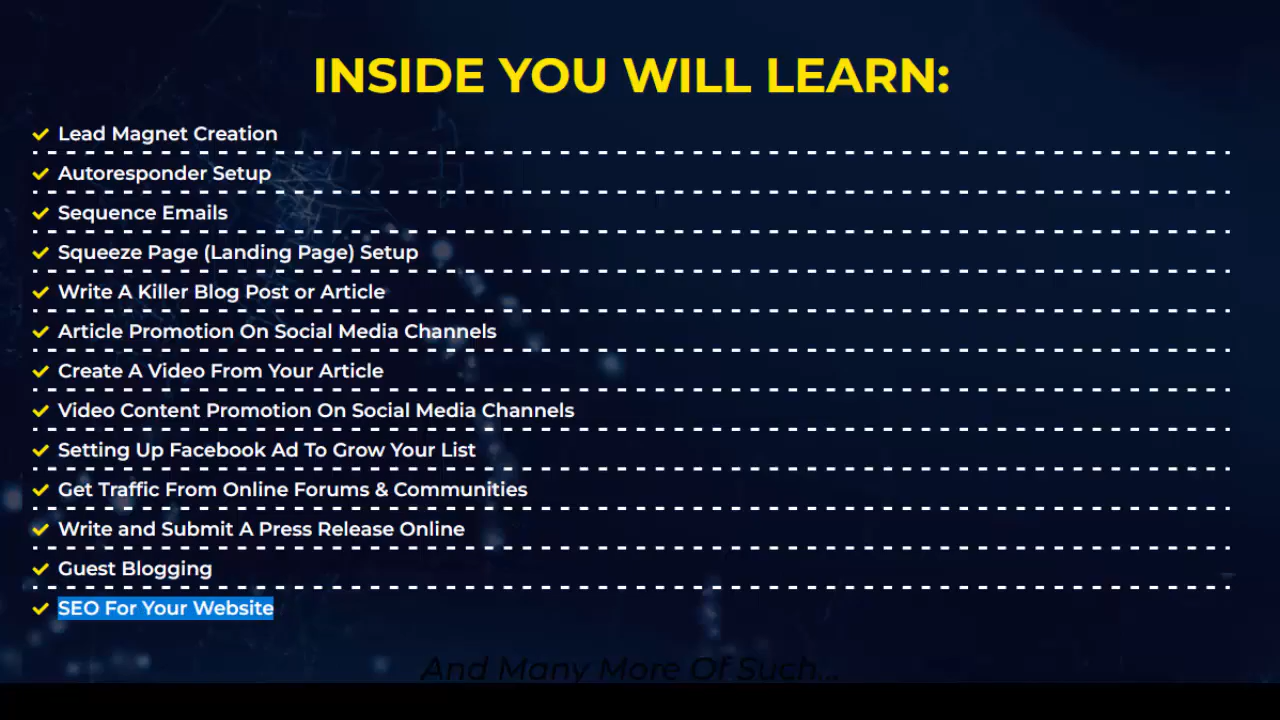 INSIDE YOU WILL LEARN:
Lead Magnet Creation
Autoresponder Setup
Sequence Emails
Squeeze Page (Landing Page) Setup
Write A Killer Blog Post or Article
Article Promotion On Social Media Channels
Create A Video From Your Article
Video Content Promotion On Social Media Channels
Setting Up Facebook Ad To Grow Your List
Get Traffic From Online Forums & Communities
Write and Submit A Press Release Online
Guest Blogging
SEO For Your Website
And Many More Of Such...